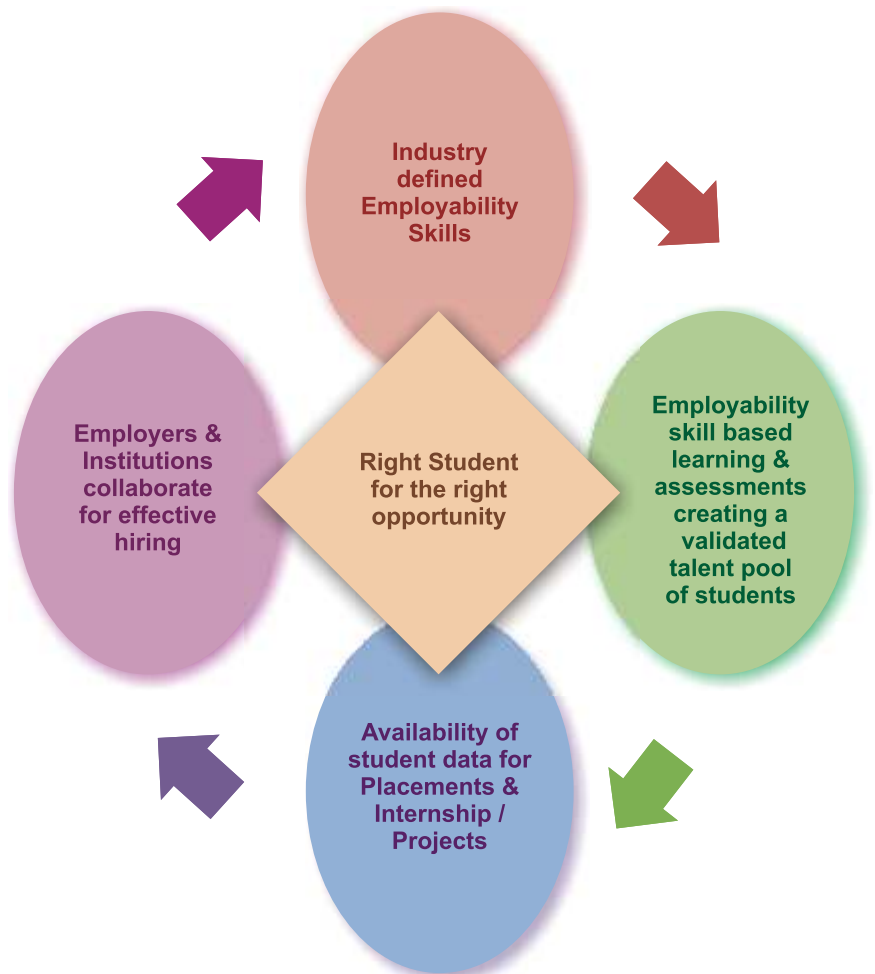 Industry
defined
Employability
Skills
Employers &
Institutions
collaborate
for effective
hiring
Right Student
for the right
opportunity
Employability
skill based
learning &
assessments
creating a
validated
talent pool
of students
Availability of
student data for
Placements &
Internship /
Projects